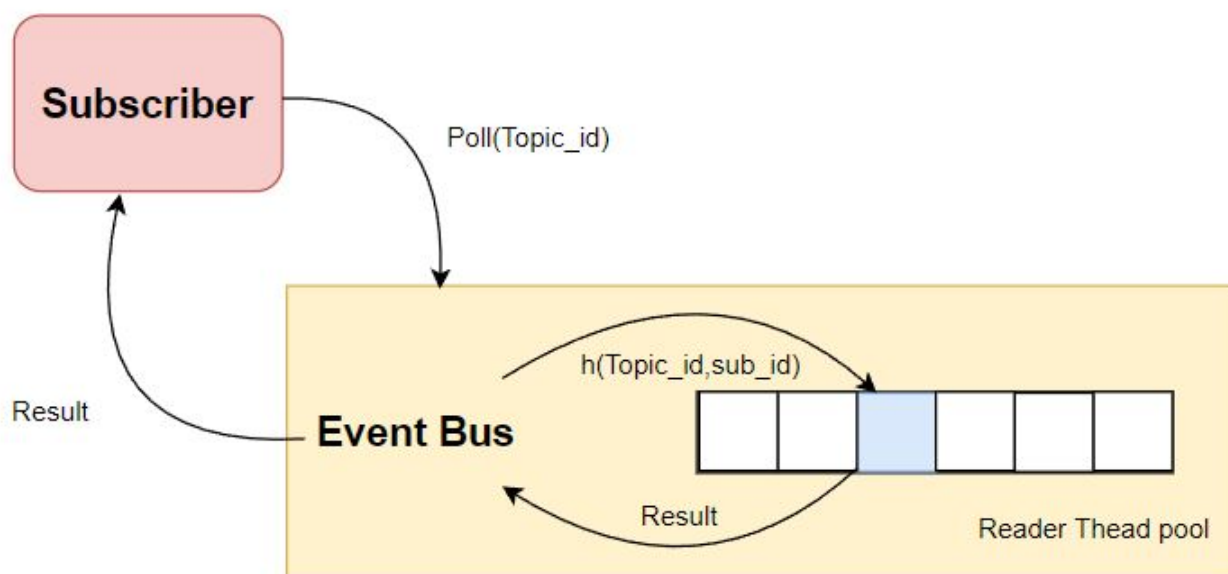 Subscriber
Poll(Topic_id)
h(Topic_id,sub_id)
Result
Event Bus
Result
Reader Thead pool